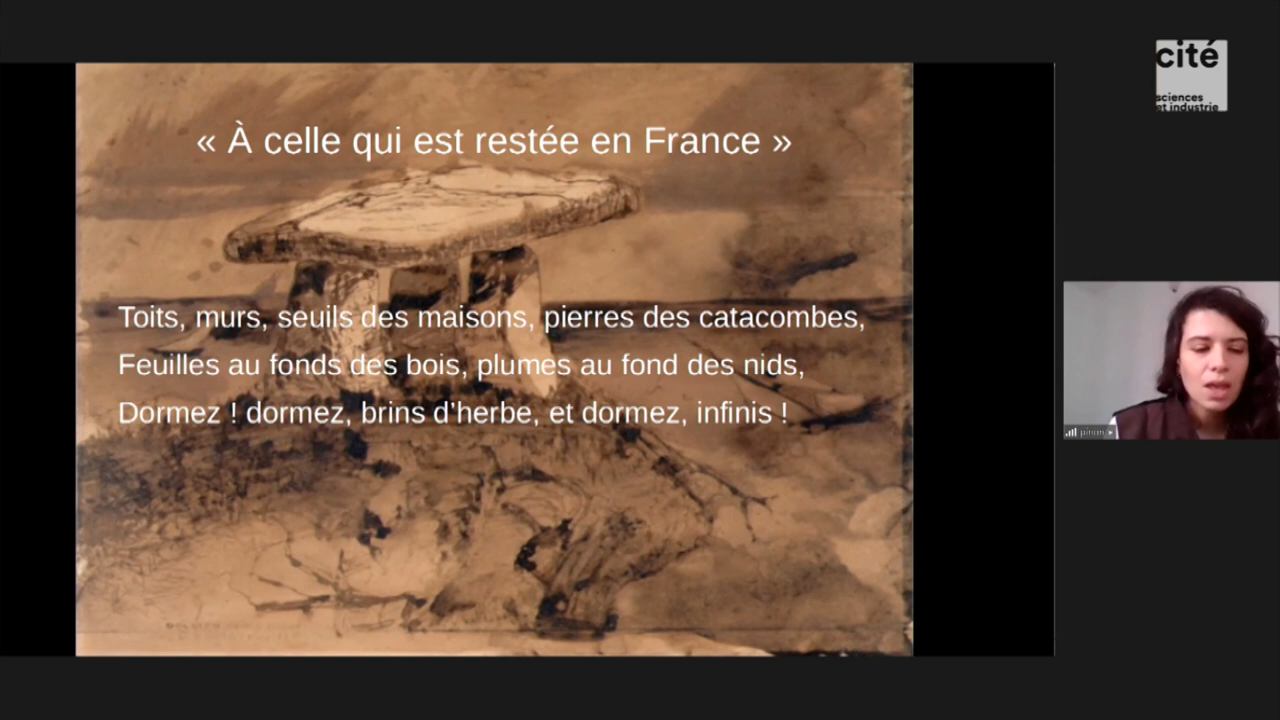 cité
sciences
et industrie
« À celle qui est restée en France »
Toits, murs, seuils des maisons, pierres des catacombes,
Feuilles au fonds des bois, plumes au fond des nids,
Dormez ! dormez, brins d'herbe, et dormez, infinis !